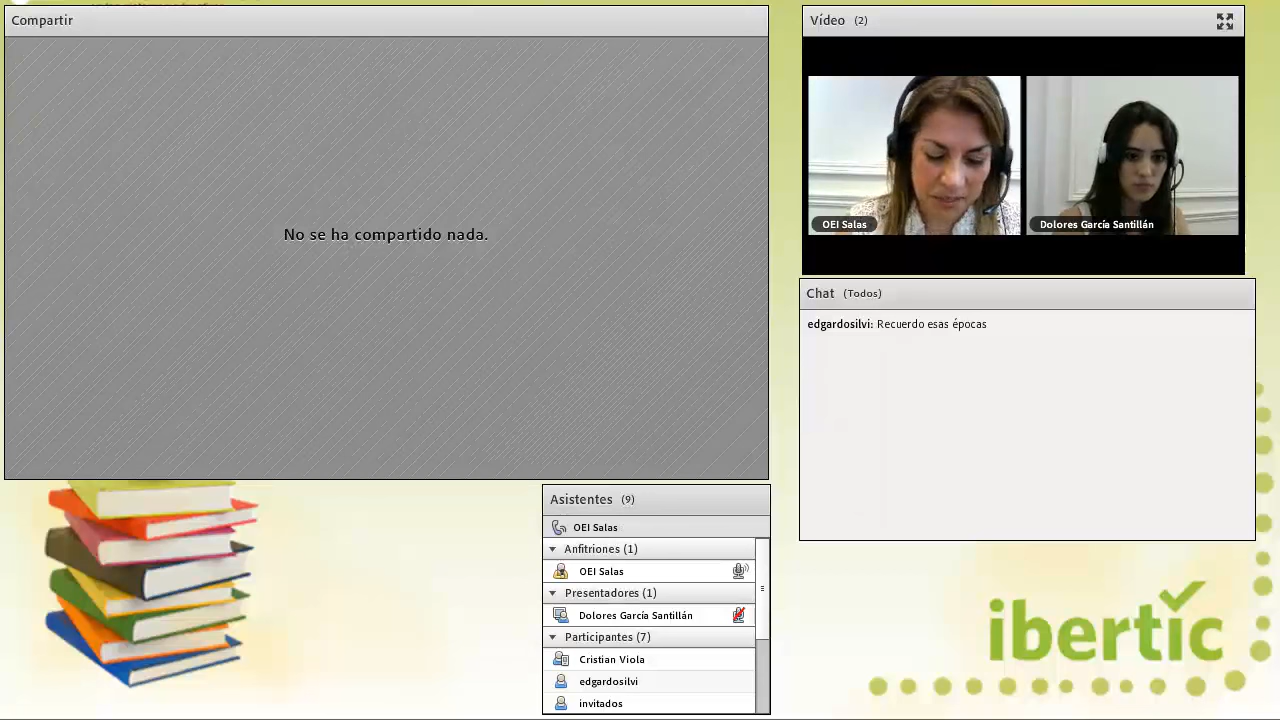 Compartir
No se ha compartido nada.
Vídeo (2)
OEI Salas
Dolores García Santillán
Chat (Todos)
edgardosilvi: Recuerdo esas épocas
Asistentes (9)
OEI Salas
Anfitriones (1)
OEI Salas
Presentadores (1)
Dolores García Santillán
Participantes (7)
Cristian Viola
edgardosilvi
invitados
ibertic